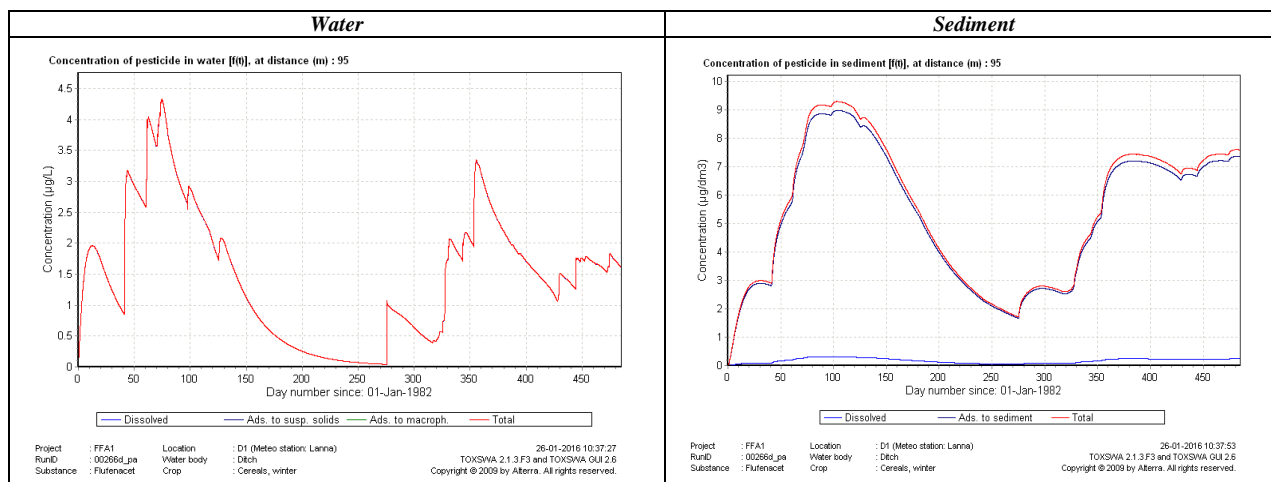 Water
Sediment
Concentration of pesticide in water [f(t)], at distance (m) : 95
4.5
4
3.5
3
2.5
2
1.5
1
0.5
0
Concentration (µg/L)
0 50 100 150 200 250 300 350 400 450
Day number since: 01-Jan-1982
Dissolved Ads. to susp. solids Ads. to macroph. Total
Project : FFA1 Location : D1 (Meteo station: Lanna) 26-01-2016 10:37:27
RunID : 00266d_pa Water body : Ditch TOXSWA 2.1.3.F3 and TOXSWA GUI 2.6
Substance : Flufenacet Crop : Cereals, winter Copyright © 2009 by Alterra. All rights reserved.
Concentration of pesticide in sediment [f(t)], at distance (m) : 95
10
9
8
7
6
5
4
3
2
1
0
Concentration (µg/dm3)
0 50 100 150 200 250 300 350 400 450
Day number since: 01-Jan-1982
Dissolved Ads. to sediment Total
Project : FFA1 Location : D1 (Meteo station: Lanna) 26-01-2016 10:37:53
RunID : 00266d_pa Water body : Ditch TOXSWA 2.1.3.F3 and TOXSWA GUI 2.6
Substance : Flufenacet Crop : Cereals, winter Copyright © 2009 by Alterra. All rights reserved.